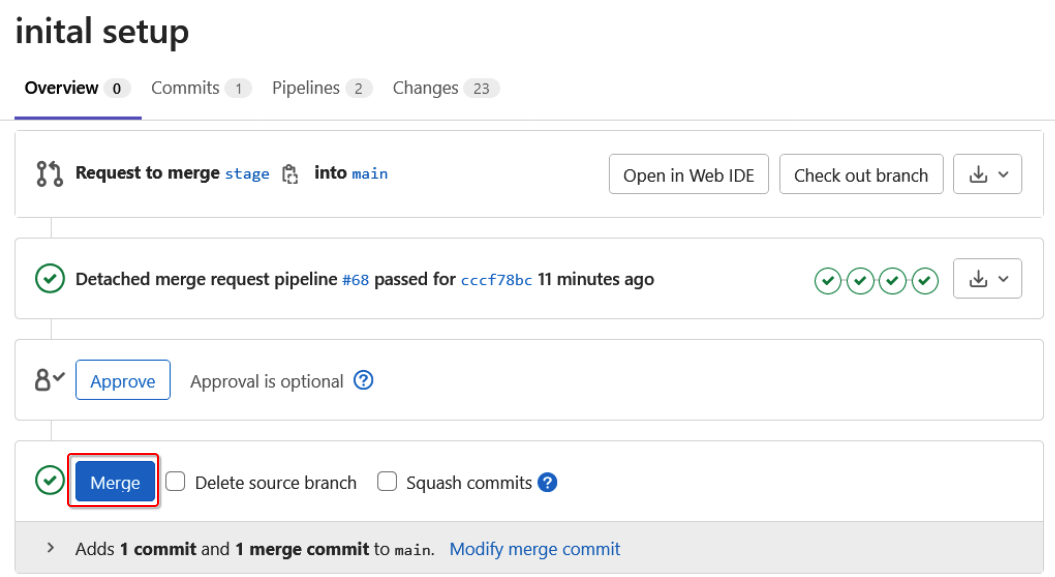 inital setup
Overview 0 Commits 1 Pipelines 2 Changes 23
Request to merge stage into main Open in Web IDE Check out branch
Detached merge request pipeline #68 passed for cccf78bc 11 minutes ago
Approve Approval is optional ?
Merge Delete source branch Squash commits ?
Adds 1 commit and 1 merge commit to main. Modify merge commit